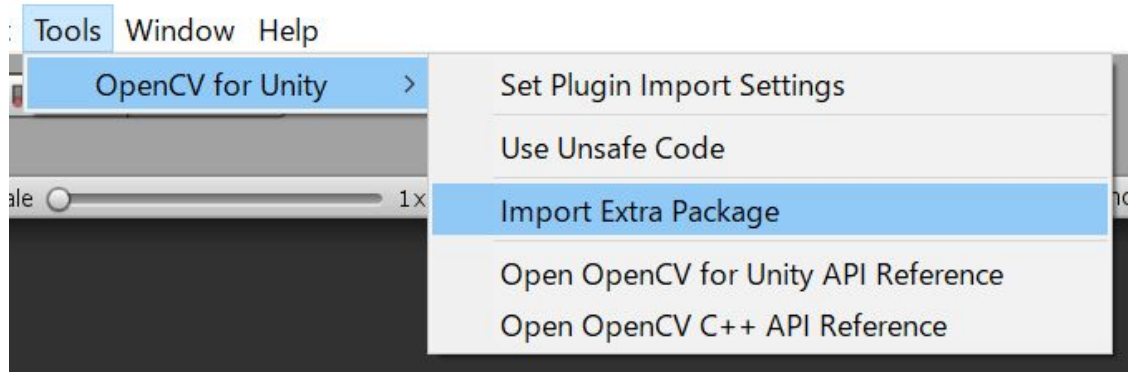 Tools Window Help
OpenCV for Unity >
Set Plugin Import Settings
Use Unsafe Code
1x
Import Extra Package
Open OpenCV for Unity API Reference
Open OpenCV C++ API Reference